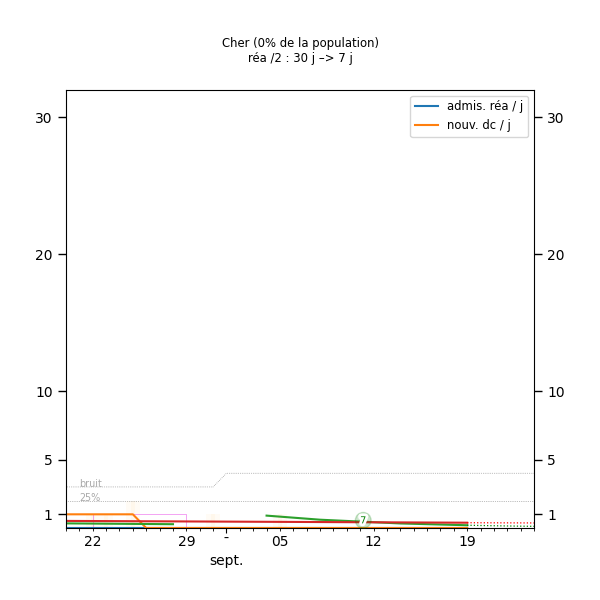 Cher (0% de la population)
réa /2 : 30 j –> 7 j
admis. réa / j
nouv. dc / j
30 30
20 20
10 10
5 5
bruit
25%
1 1
7
22 29 - 05 12 19
sept.